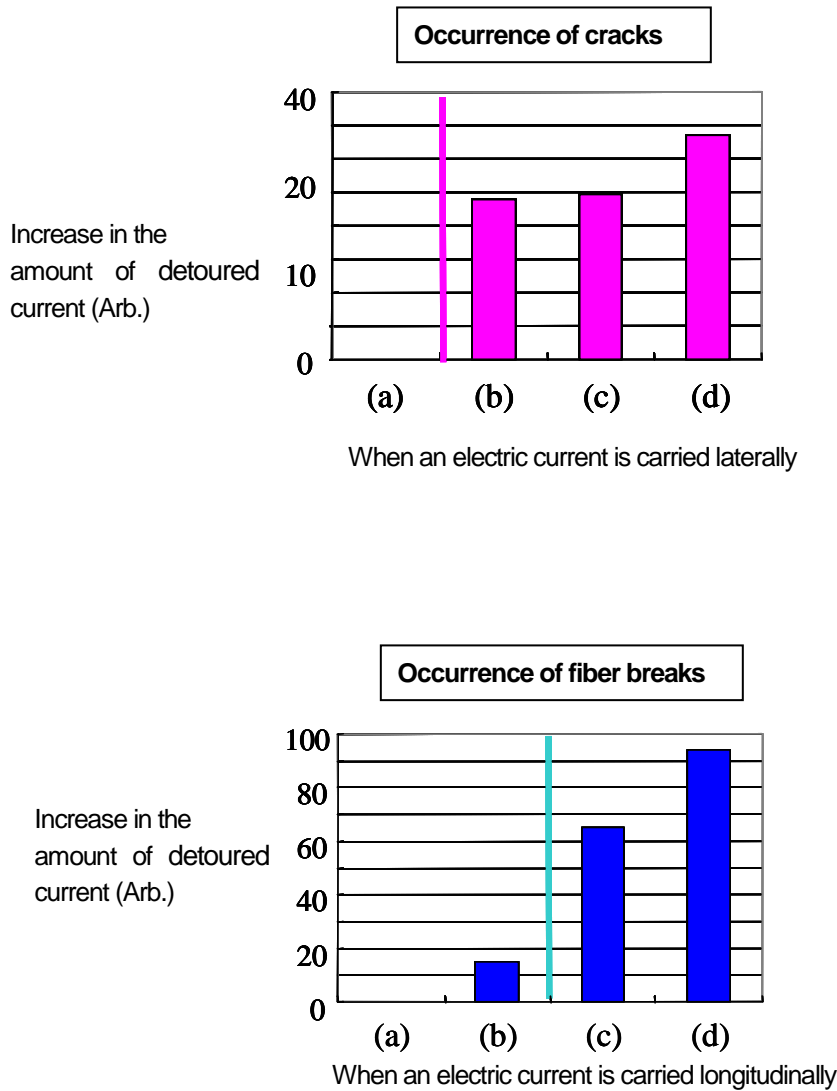 Occurrence of cracks
40
20
10
0
Increase in the
amount of detoured
current (Arb.)
(a) (b) (c) (d)
When an electric current is carried laterally
Occurrence of fiber breaks
100
80
60
40
20
0
Increase in the
amount of detoured
current (Arb.)
(a) (b) (c) (d)
When an electric current is carried longitudinally